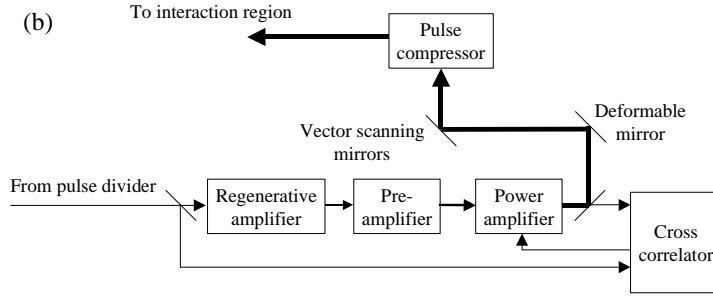 (b)
To interaction region
Pulse
compressor
Deformable
mirror
Vector scanning
mirrors
From pulse divider
Regenerative
amplifier
Pre-
amplifier
Power
amplifier
Cross
correlator